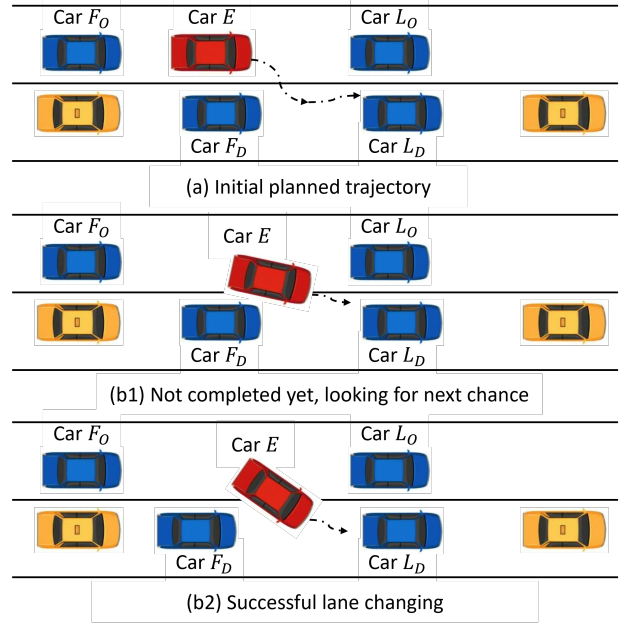 Car F_O Car E Car L_O
Car F_D Car L_D
(a) Initial planned trajectory
Car F_O Car E Car L_O
Car F_D Car L_D
(b1) Not completed yet, looking for next chance
Car F_O Car E Car L_O
Car F_D Car L_D
(b2) Successful lane changing